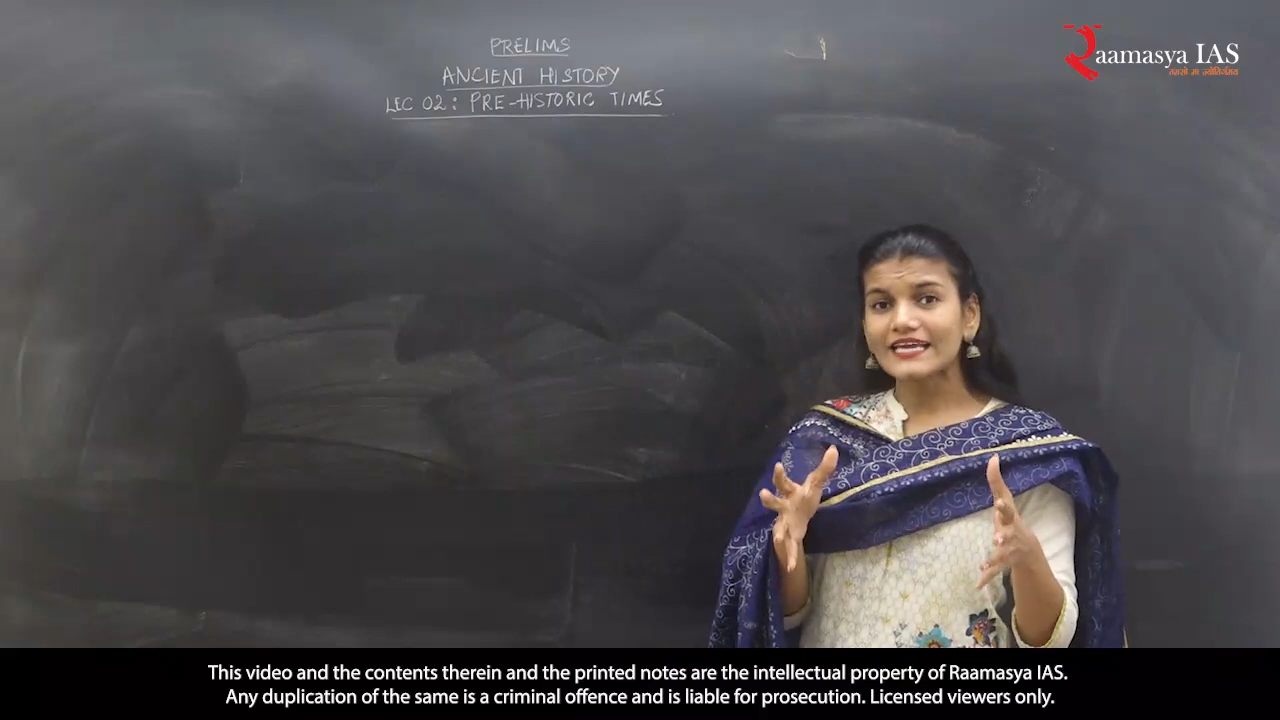 PRELIMS
ANCIENT HISTORY
LEC 02: PRE-HISTORIC TIMES
Raamasya IAS
तमसो मा ज्योतिर्गमय
This video and the contents therein and the printed notes are the intellectual property of Raamasya IAS.
Any duplication of the same is a criminal offence and is liable for prosecution. Licensed viewers only.